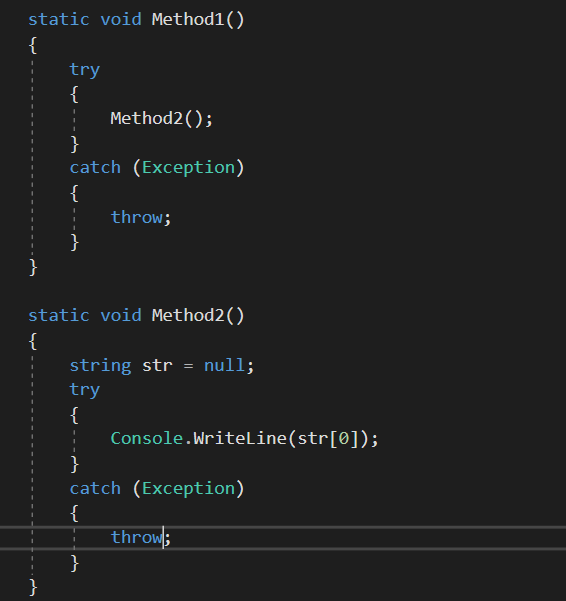 static void Method1()
{
try
{
Method2();
}
catch (Exception)
{
throw;
}
}
static void Method2()
{
string str = null;
try
{
Console.WriteLine(str[0]);
}
catch (Exception)
{
throw;
}
}